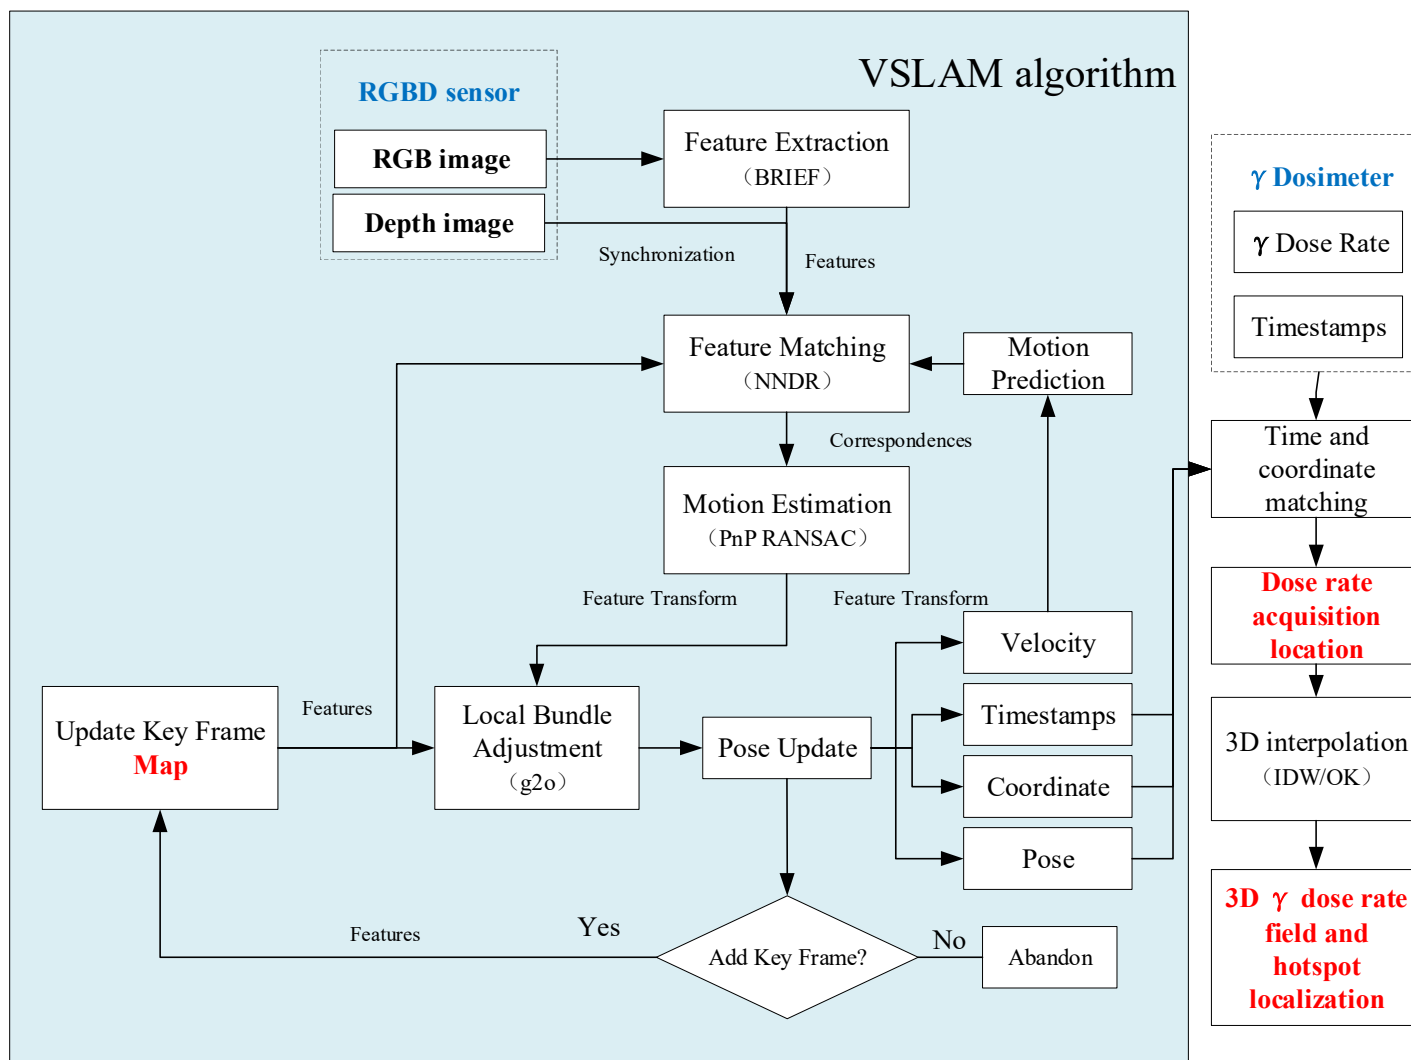 VSLAM algorithm
RGBD sensor
RGB image
Depth image
Feature Extraction
（BRIEF）
Synchronization
Features
Feature Matching
（NNDR）
Motion
Prediction
Correspondences
Motion Estimation
（PnP RANSAC）
Feature Transform
Feature Transform
Velocity
Timestamps
Coordinate
Pose
Update Key Frame
Map
Features
Local Bundle
Adjustment
（g2o）
Pose Update
Add Key Frame?
Yes
No
Features
Abandon
γ Dosimeter
γ Dose Rate
Timestamps
Time and
coordinate
matching
Dose rate
acquisition
location
3D interpolation
（IDW/OK）
3D γ dose rate
field and
hotspot
localization